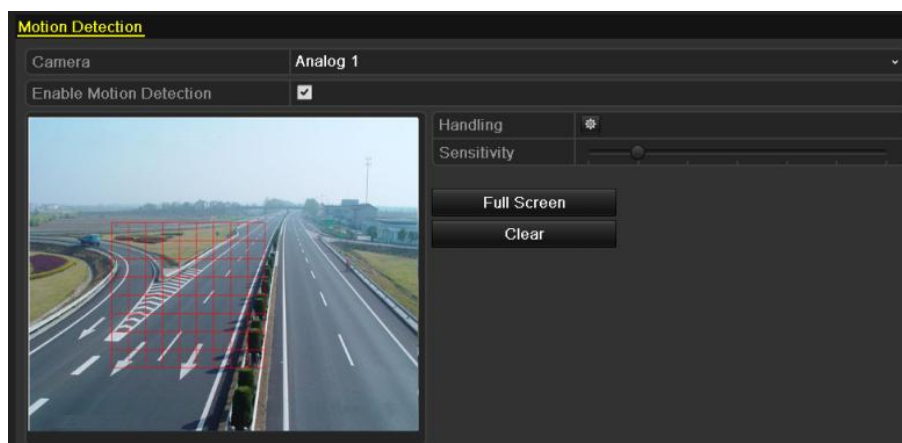 Motion Detection
Camera Analog 1
Enable Motion Detection
Handling
Sensitivity
Full Screen
Clear